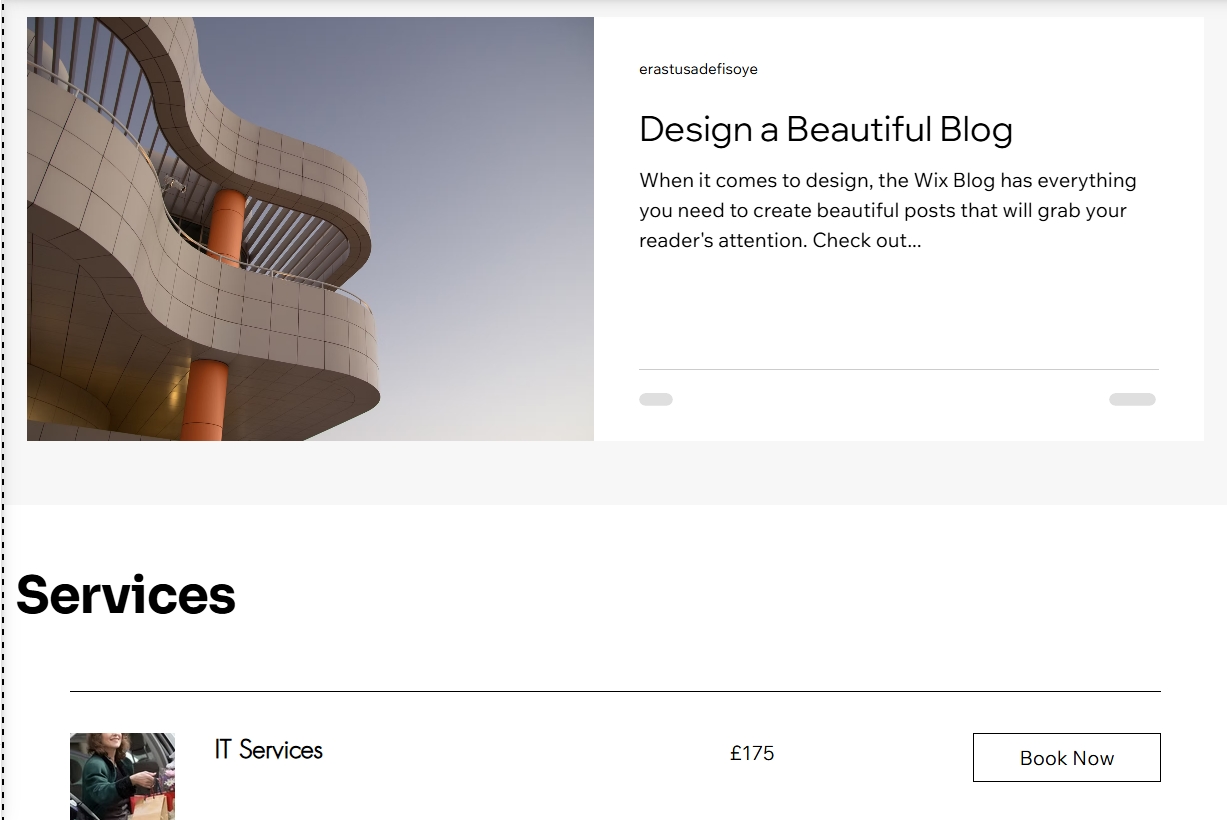 erastusadefisoye
Design a Beautiful Blog
When it comes to design, the Wix Blog has everything
you need to create beautiful posts that will grab your
reader's attention. Check out...
Services
IT Services
£175
Book Now